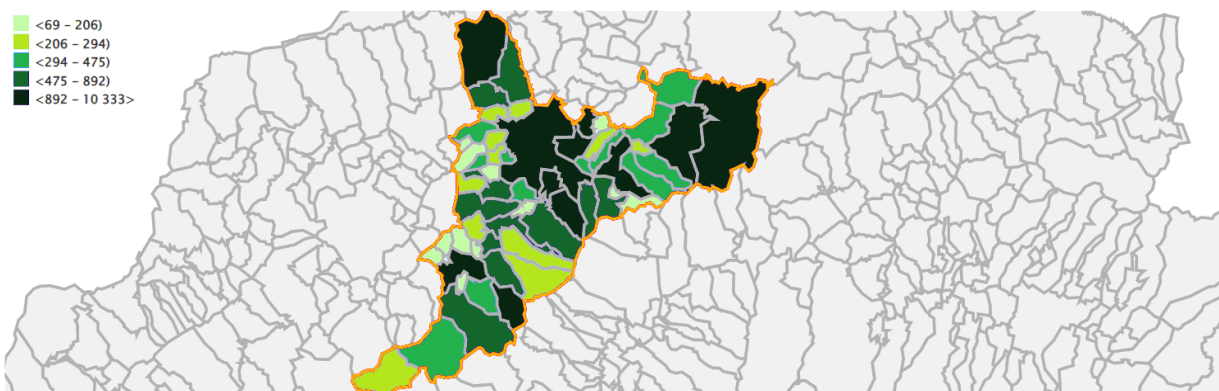 <69 – 206)
<206 – 294)
<294 – 475)
<475 – 892)
<892 – 10 333>